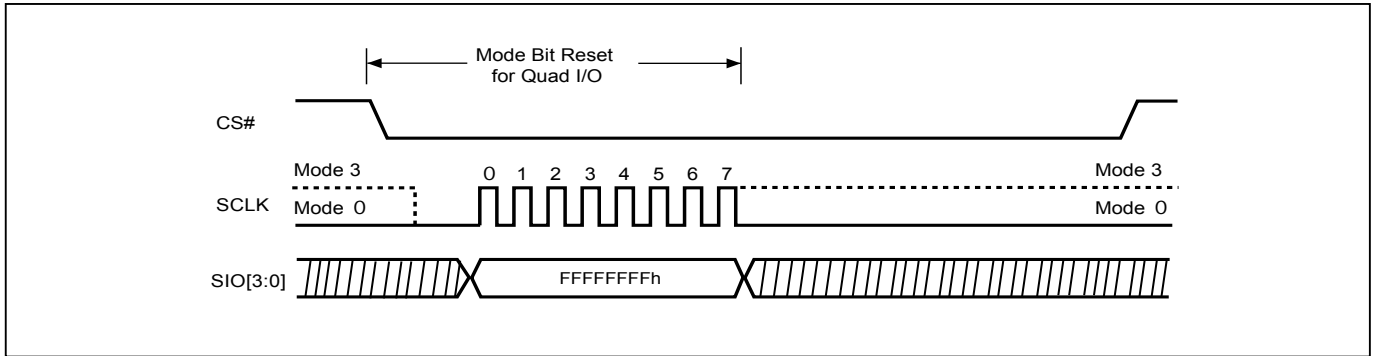 Mode Bit Reset
for Quad I/O
CS#
Mode 3
0 1 2 3 4 5 6 7
Mode 3
SCLK
Mode 0
Mode 0
SIO[3:0]
FFFFFFFFh